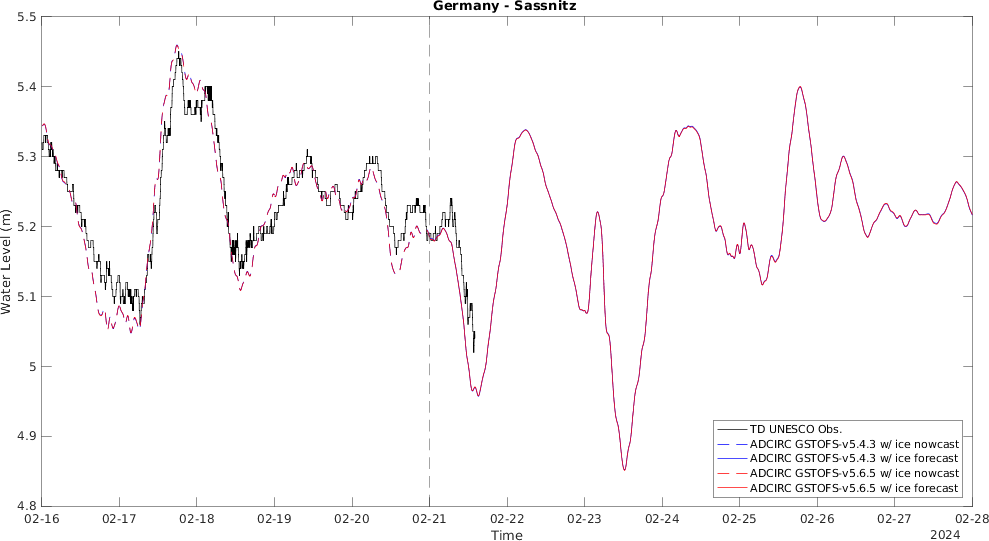 Germany - Sassnitz
5.5
5.4
5.3
5.2
5.1
5
4.9
4.8
Water Level (m)
TD UNESCO Obs.
ADCIRC GSTOFS-v5.4.3 w/ ice nowcast
ADCIRC GSTOFS-v5.4.3 w/ ice forecast
ADCIRC GSTOFS-v5.6.5 w/ ice nowcast
ADCIRC GSTOFS-v5.6.5 w/ ice forecast
02-16 02-17 02-18 02-19 02-20 02-21 02-22 02-23 02-24 02-25 02-26 02-27 02-28
Time
2024